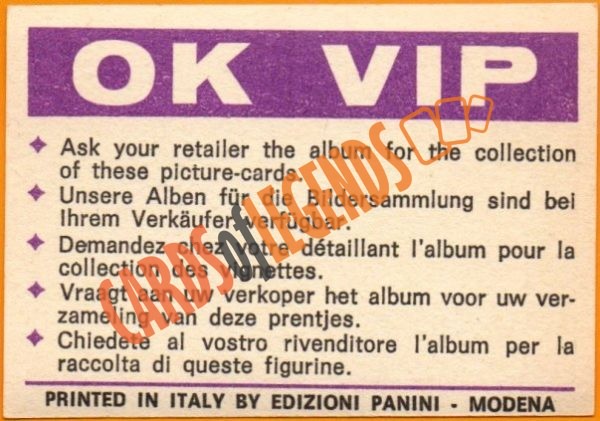 OK VIP
Ask your retailer the album for the collection
of these picture-cards.
Unsere Alben für die Bildersammlung sind bei
Ihrem Verkäufer verfügbar.
Demandez chez votre détaillant l'album pour la
collection des vignettes.
Vraagt aan uw verkoper het album voor uw ver-
zameling van deze prentjes.
Chiedete al vostro rivenditore l'album per la
raccolta di queste figurine.
PRINTED IN ITALY BY EDIZIONI PANINI - MODENA
CARDS of LEGENDS